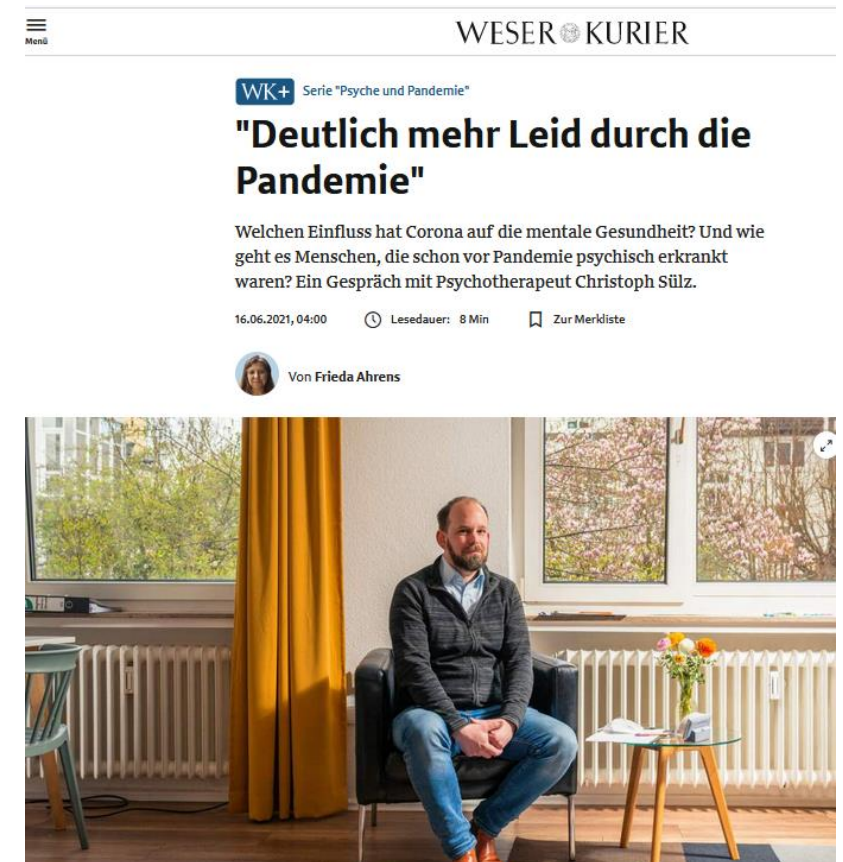 Menü
WESER KURIER
WK+ Serie "Psyche und Pandemie"
"Deutlich mehr Leid durch die
Pandemie"
Welchen Einfluss hat Corona auf die mentale Gesundheit? Und wie
geht es Menschen, die schon vor Pandemie psychisch erkrankt
waren? Ein Gespräch mit Psychotherapeut Christoph Sülz.
16.06.2021, 04:00 Lesedauer: 8 Min Zur Merkliste
Von Frieda Ahrens